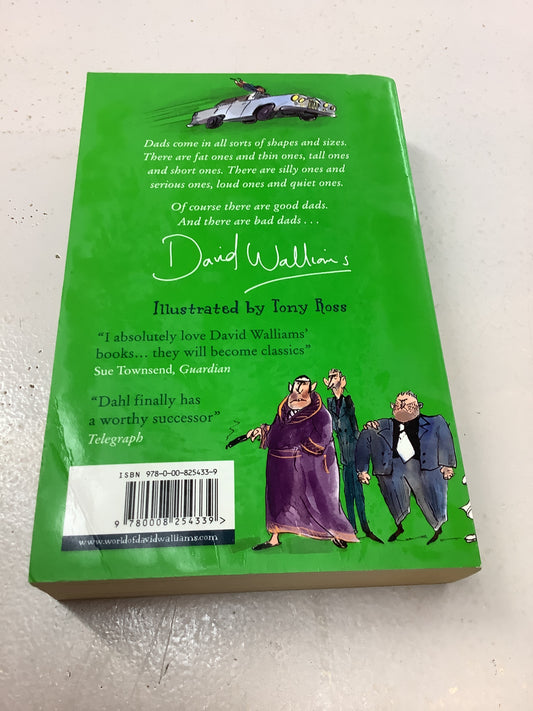 Dads come in all sorts of shapes and sizes.
There are fat ones and thin ones, tall ones
and short ones. There are silly ones and
serious ones, loud ones and quiet ones.
Of course there are good dads.
And there are bad dads . . .
David Walliams
Illustrated by Tony Ross
“I absolutely love David Walliams’
books... they will become classics”
Sue Townsend, Guardian
“Dahl finally has
a worthy successor”
Telegraph
ISBN 978-0-00-825433-9
9 780008 254339 >
www.worldofdavidwalliams.com